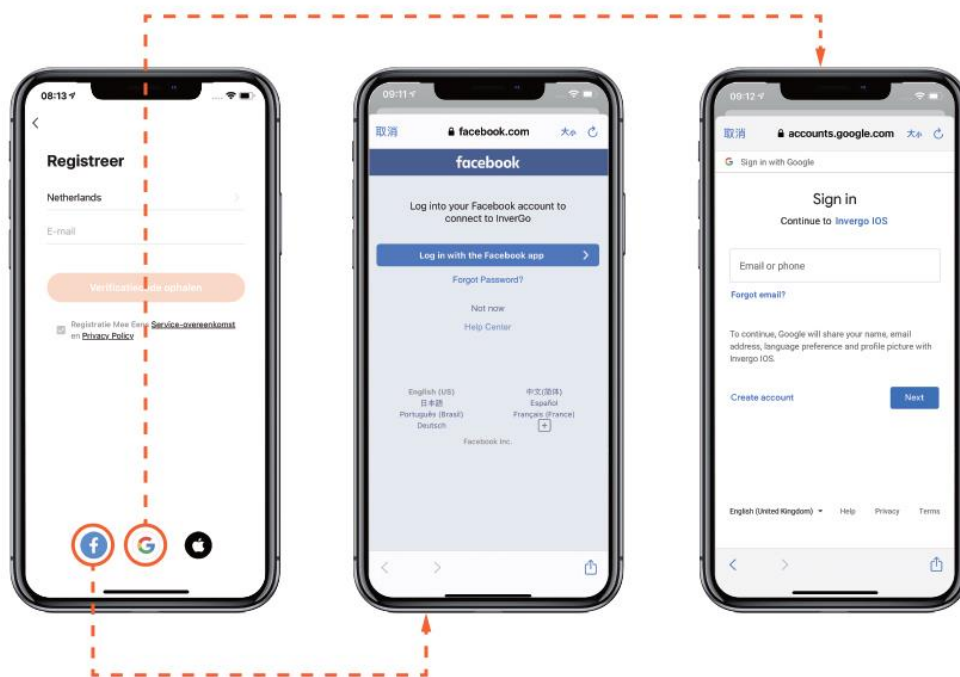 08:13
Registreer
Netherlands
E-mail
Verificatiecode ophalen
Registratie Mee Eens Service-overeenkomst
en Privacy Policy
09:11
取消
facebook.com
大小
facebook
Log into your Facebook account to
connect to InverGo
Log in with the Facebook app
Forgot Password?
Not now
Help Center
English (US)
中文(简体)
日本語
Español
Português (Brasil)
Français (France)
Deutsch
+
Facebook Inc.
09:12
取消
accounts.google.com
大小
G Sign in with Google
Sign in
Continue to Invergo IOS
Email or phone
Forgot email?
To continue, Google will share your name, email
address, language preference and profile picture with
Invergo IOS.
Create account
Next
English (United Kingdom)
Help
Privacy
Terms